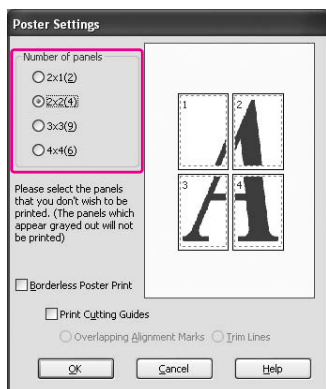 Poster Settings
Number of panels
2x1(2)
2x2(4)
3x3(9)
4x4(6)
Please select the panels
that you don't wish to be
printed. (The panels which
appear grayed out will not
be printed)
1
2
3
4
Borderless Poster Print
Print Cutting Guides
Overlapping Alignment Marks
Trim Lines
OK
Cancel
Help